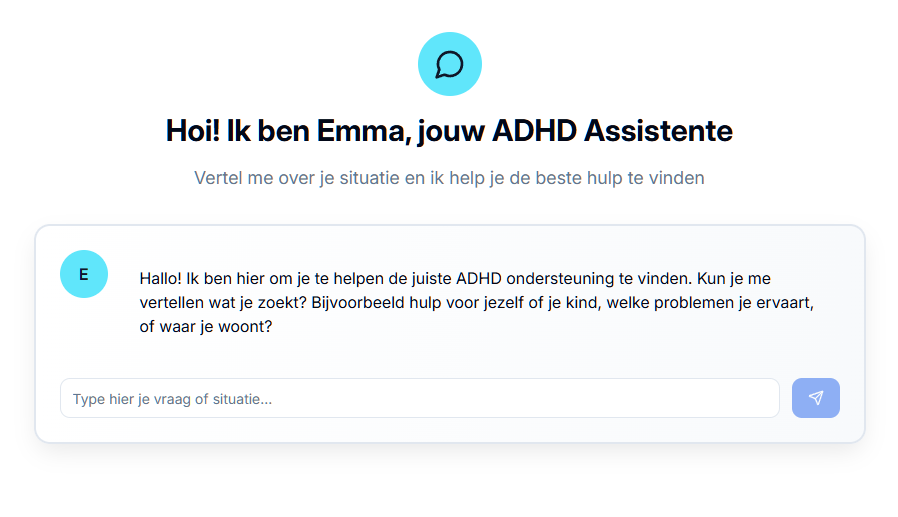 Hoi! Ik ben Emma, jouw ADHD Assistente
Vertel me over je situatie en ik help je de beste hulp te vinden
E
Hallo! Ik ben hier om je te helpen de juiste ADHD ondersteuning te vinden. Kun je me
vertellen wat je zoekt? Bijvoorbeeld hulp voor jezelf of je kind, welke problemen je ervaart,
of waar je woont?
Type hier je vraag of situatie...